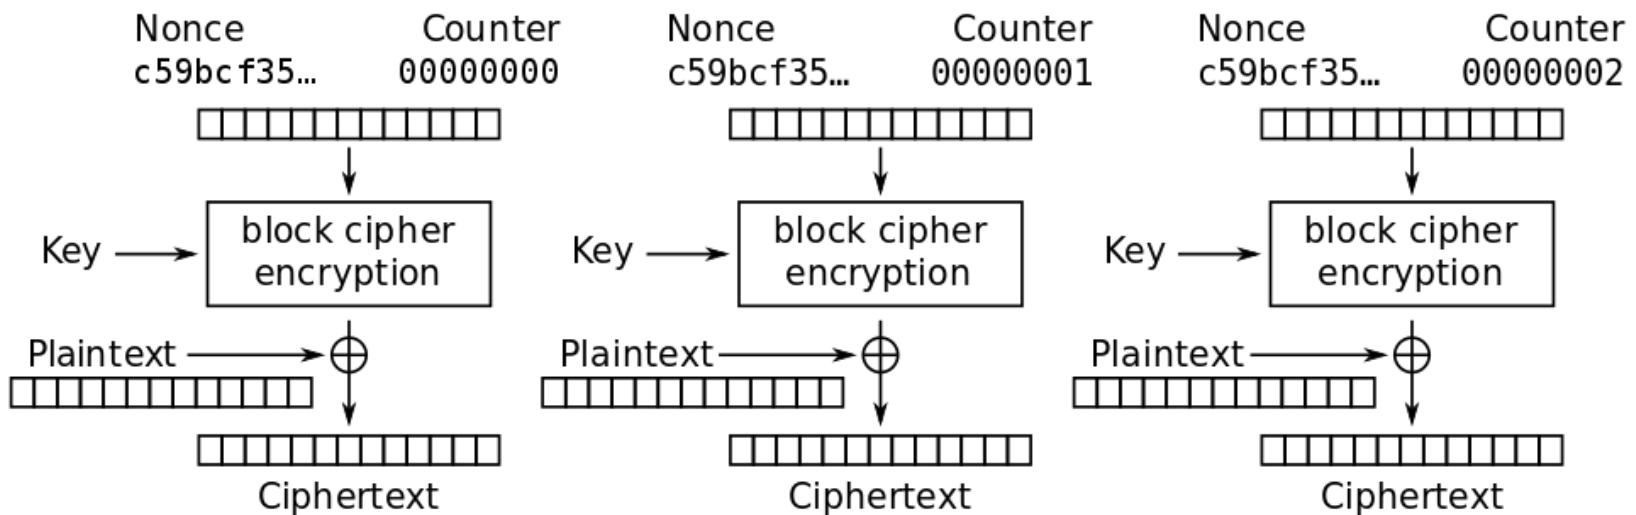 Nonce Counter Nonce Counter Nonce Counter
c59bcf35… 00000000 c59bcf35… 00000001 c59bcf35… 00000002
block cipher block cipher block cipher
Key Key Key
encryption encryption encryption
Plaintext Plaintext Plaintext
Ciphertext Ciphertext Ciphertext